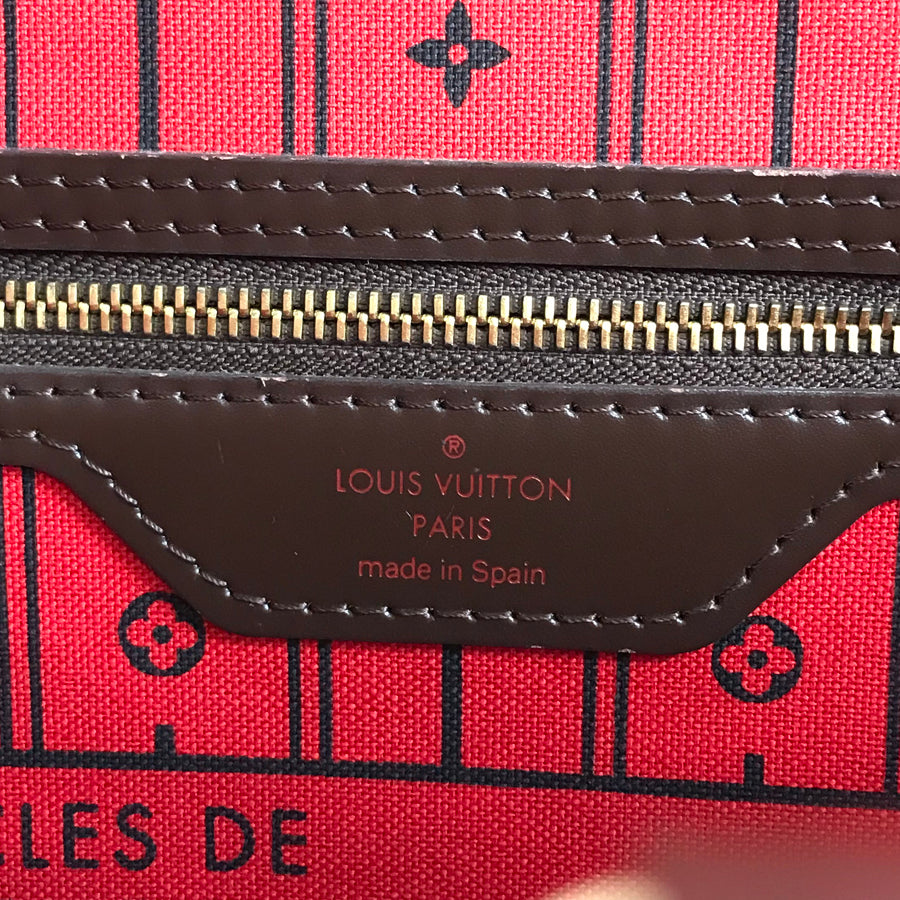 ®
LOUIS VUITTON
PARIS
made in Spain
CLES DE